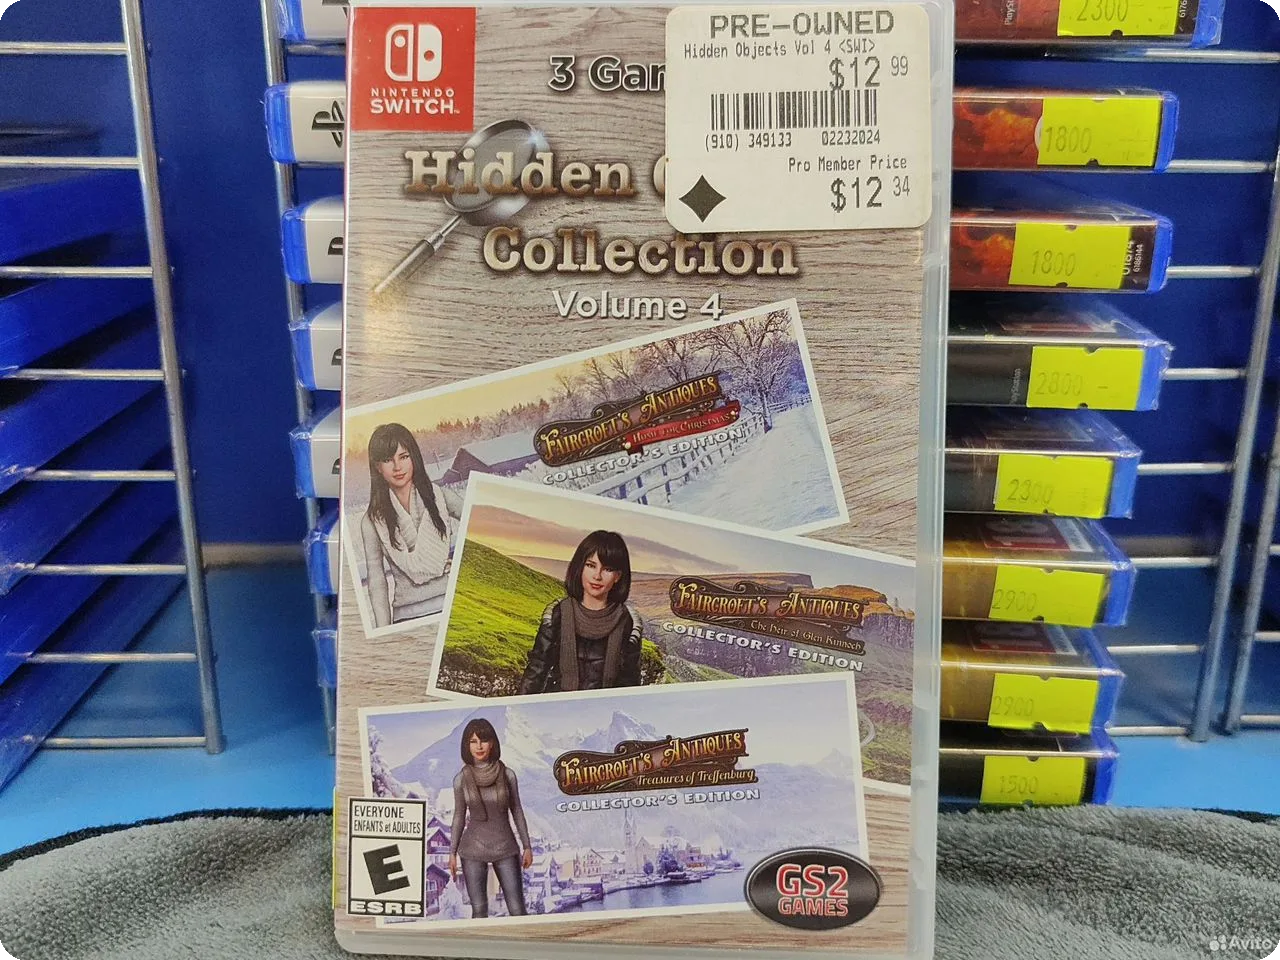 NINTENDO
SWITCH
PRE-OWNED
Hidden Objects Vol 4 <SWI>
$12 99
(910) 349133 02232024
Pro Member Price
$12 34
3
Hidden
Collection
Volume 4
FAIRCROFT'S ANTIQUES
HOME FOR CHRISTMAS
COLLECTOR'S EDITION
FAIRCROFT'S ANTIQUES
The Heir of Glen Kinnoch
COLLECTOR'S EDITION
FAIRCROFT'S ANTIQUES
Treasures of Treffenburg
COLLECTOR'S EDITION
EVERYONE
ENFANTS et ADULTES
E
ESRB
GS2
GAMES
2300-
1800
1800
2800 -
2300
2900
2900
1500
Avito